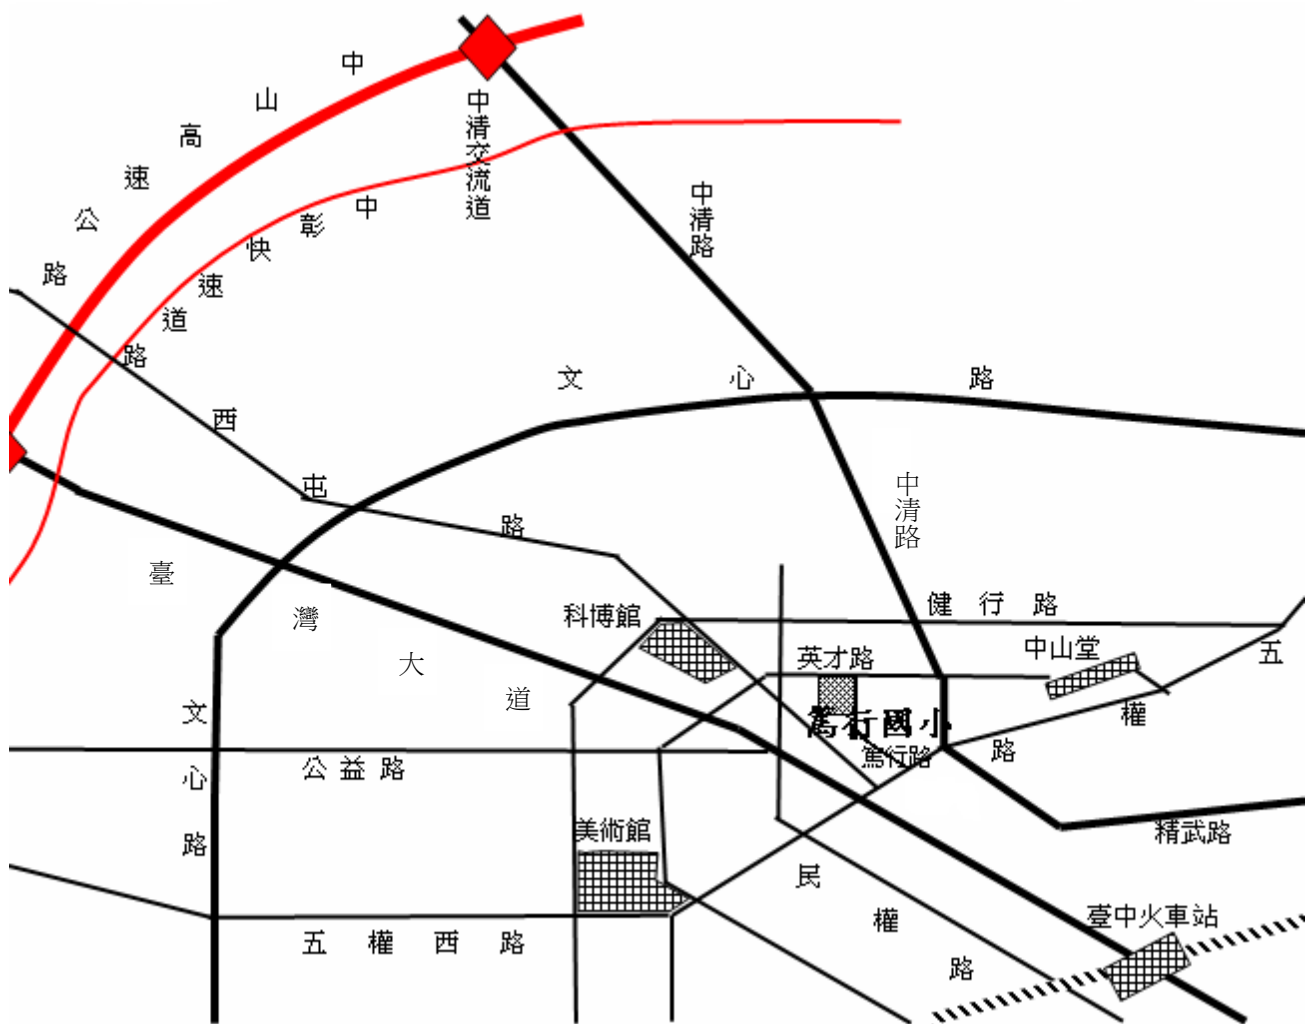 中山高速公路
中清交流道
中彰快速道路
中清路
文心路
西屯路
中清路
臺灣大道
科博館
健行路
英才路
中山堂
五權路
篤行國小
篤行路
文心路
公益路
美術館
精武路
民權路
臺中火車站
五權西路